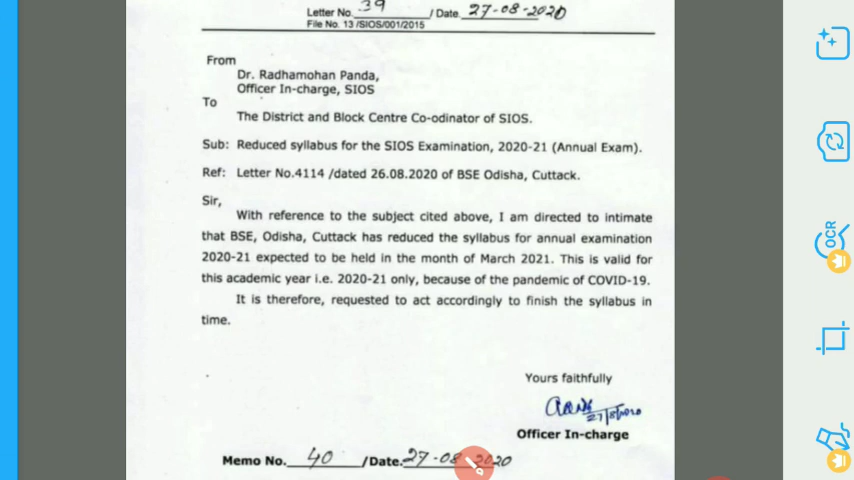 Letter No. 39 / Date. 27-08-2020
File No. 13 /SIOS/001/2015
From
Dr. Radhamohan Panda,
Officer In-charge, SIOS
To
The District and Block Centre Co-odinator of SIOS.
Sub: Reduced syllabus for the SIOS Examination, 2020-21 (Annual Exam).
Ref: Letter No.4114 /dated 26.08.2020 of BSE Odisha, Cuttack.
Sir,
With reference to the subject cited above, I am directed to intimate
that BSE, Odisha, Cuttack has reduced the syllabus for annual examination
2020-21 expected to be held in the month of March 2021. This is valid for
this academic year i.e. 2020-21 only, because of the pandemic of COVID-19.
It is therefore, requested to act accordingly to finish the syllabus in
time.
Yours faithfully
27/8/2020
Officer In-charge
Memo No. 40 /Date. 27-08-2020
OCR